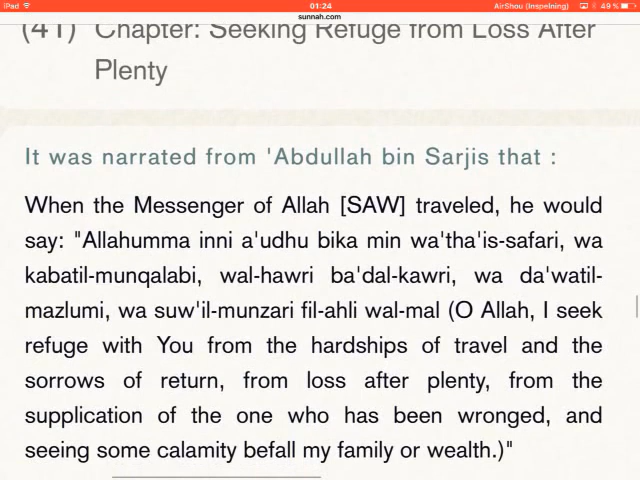 iPad 01:24 AirShou (Inspelning) 49 %
sunnah.com
(41) Chapter: Seeking Refuge from Loss After
Plenty
It was narrated from 'Abdullah bin Sarjis that :
When the Messenger of Allah [SAW] traveled, he would
say: "Allahumma inni a'udhu bika min wa'tha'is-safari, wa
kabatil-munqalabi, wal-hawri ba'dal-kawri, wa da'watil-
mazlumi, wa suw'il-munzari fil-ahli wal-mal (O Allah, I seek
refuge with You from the hardships of travel and the
sorrows of return, from loss after plenty, from the
supplication of the one who has been wronged, and
seeing some calamity befall my family or wealth.)"